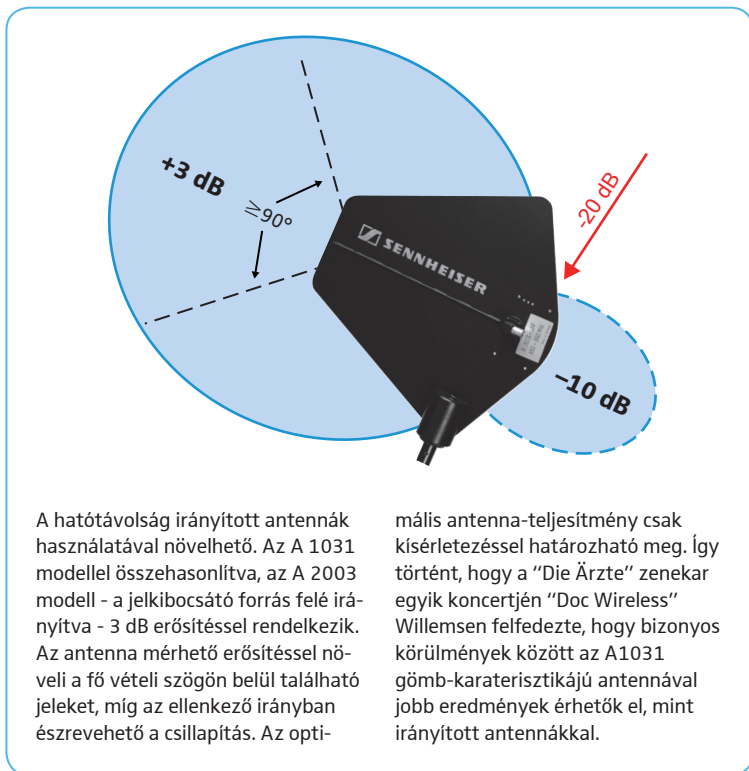 +3 dB
≥90°
-20 dB
SENNHEISER
–10 dB
A hatótávolság irányított antennák
használatával növelhető. Az A 1031
modellel összehasonlítva, az A 2003
modell - a jelkibocsátó forrás felé irá-
nyítva - 3 dB erősítéssel rendelkezik.
Az antenna mérhető erősítéssel nö-
veli a fő vételi szögön belül található
jeleket, míg az ellenkező irányban
észrevehető a csillapítás. Az opti-
mális antenna-teljesítmény csak
kísérletezéssel határozható meg. Így
történt, hogy a “Die Ärzte” zenekar
egyik koncertjén “Doc Wireless”
Willemsen felfedezte, hogy bizonyos
körülmények között az A1031
gömb-karaterisztikájú antennával
jobb eredmények érhetők el, mint
irányított antennákkal.